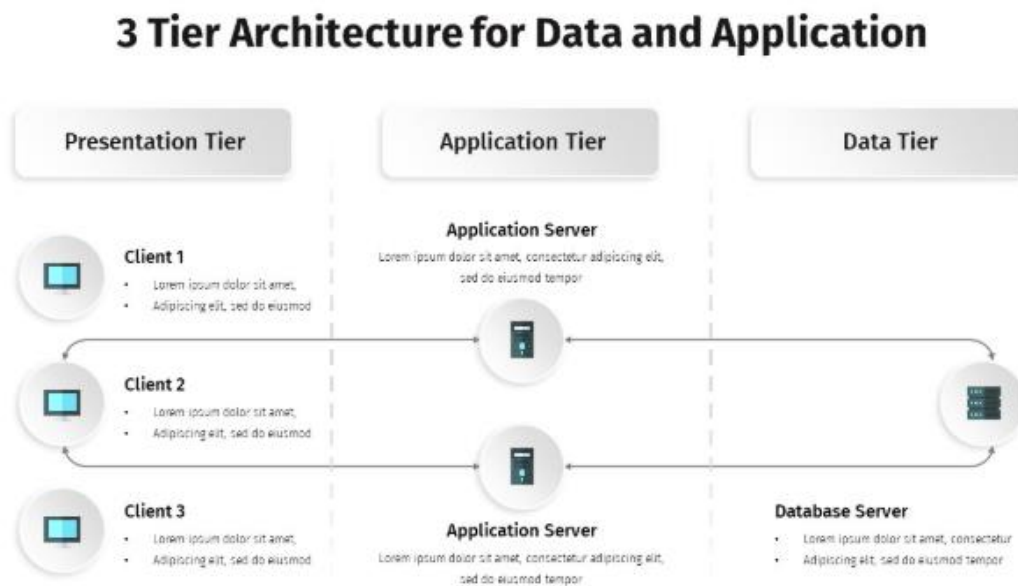 3 Tier Architecture for Data and Application
Presentation Tier
Application Tier
Data Tier
Client 1
• Lorem ipsum dolor sit amet,
• Adipiscing elit, sed do eiusmod
Client 2
• Lorem ipsum dolor sit amet,
• Adipiscing elit, sed do eiusmod
Client 3
• Lorem ipsum dolor sit amet,
• Adipiscing elit, sed do eiusmod
Application Server
Lorem ipsum dolor sit amet, consectetur adipiscing elit,
sed do eiusmod tempor
Application Server
Lorem ipsum dolor sit amet, consectetur adipiscing elit,
sed do eiusmod tempor
Database Server
• Lorem ipsum dolor sit amet, consectetur
• Adipiscing elit, sed do eiusmod tempor